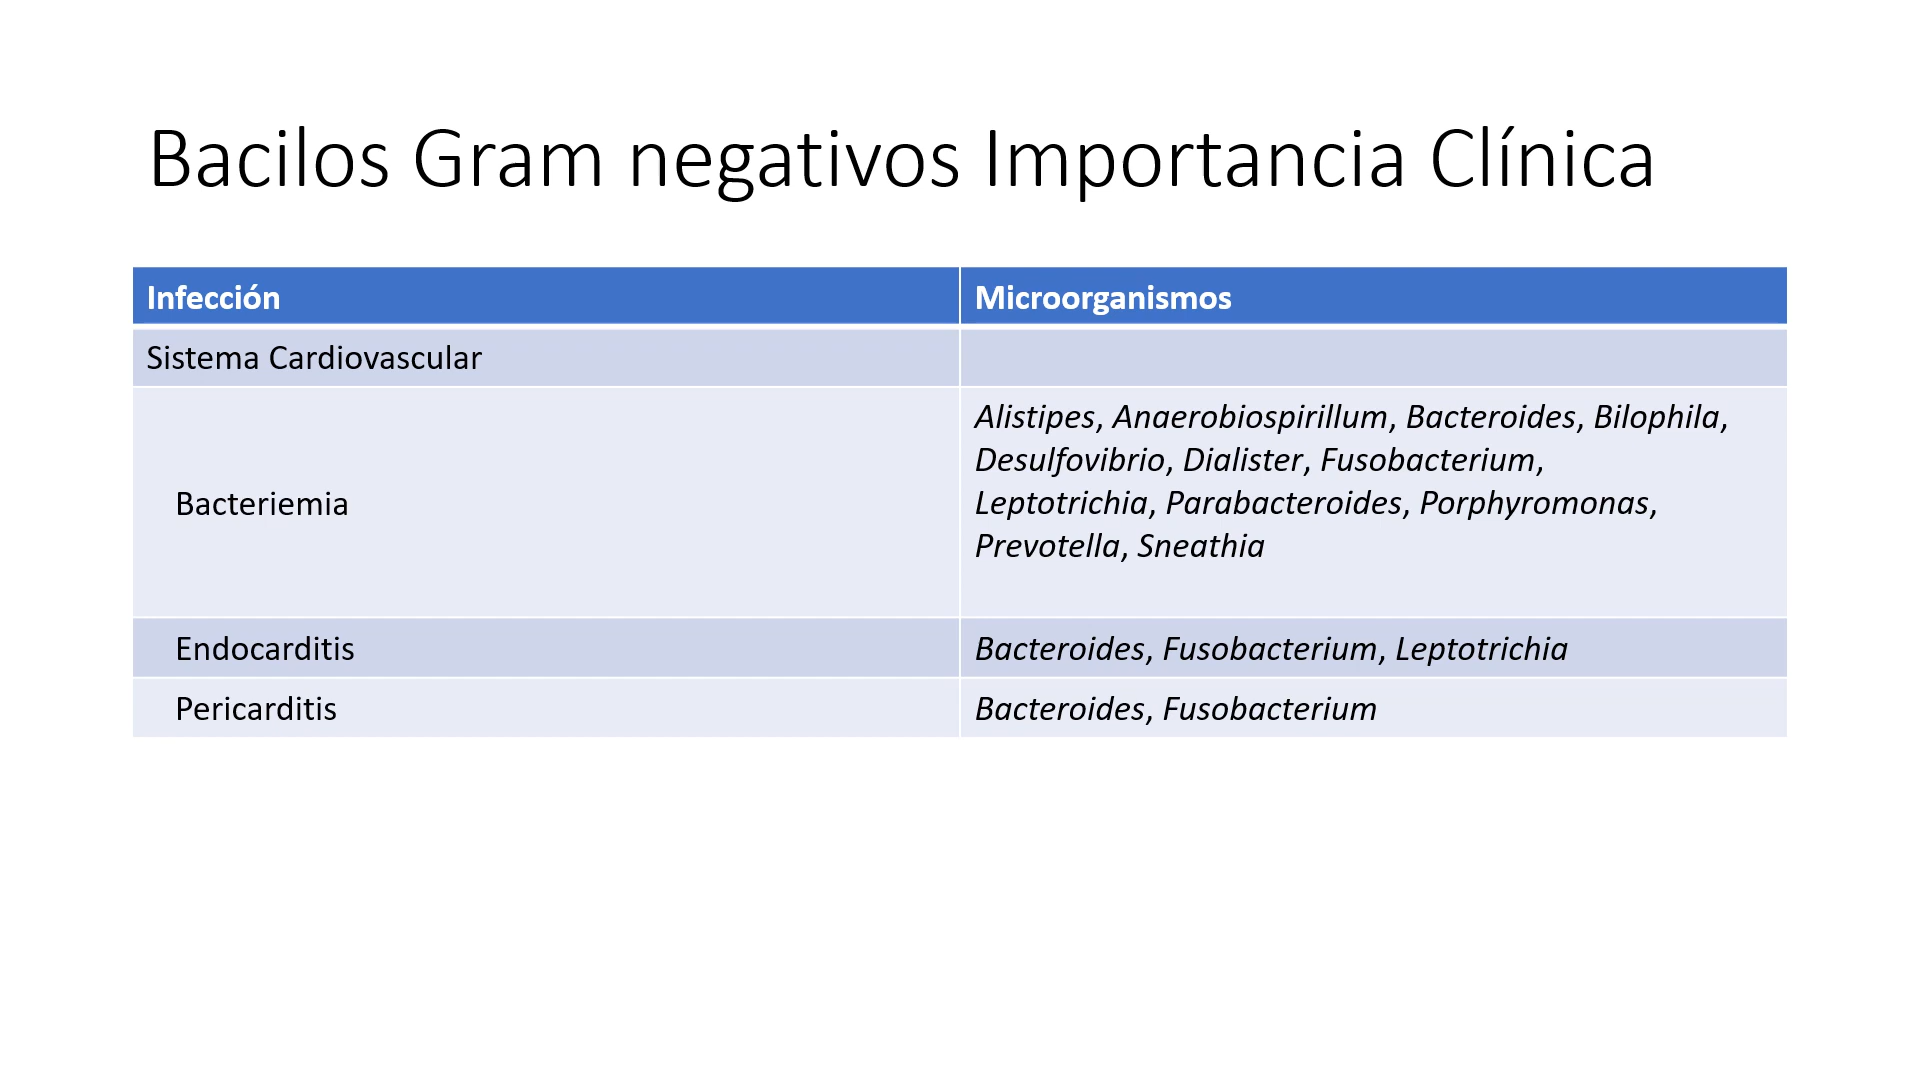 Bacilos Gram negativos Importancia Clínica
Infección
Microorganismos
Sistema Cardiovascular
Bacteriemia
Alistipes, Anaerobiospirillum, Bacteroides, Bilophila,
Desulfovibrio, Dialister, Fusobacterium,
Leptotrichia, Parabacteroides, Porphyromonas,
Prevotella, Sneathia
Endocarditis
Bacteroides, Fusobacterium, Leptotrichia
Pericarditis
Bacteroides, Fusobacterium